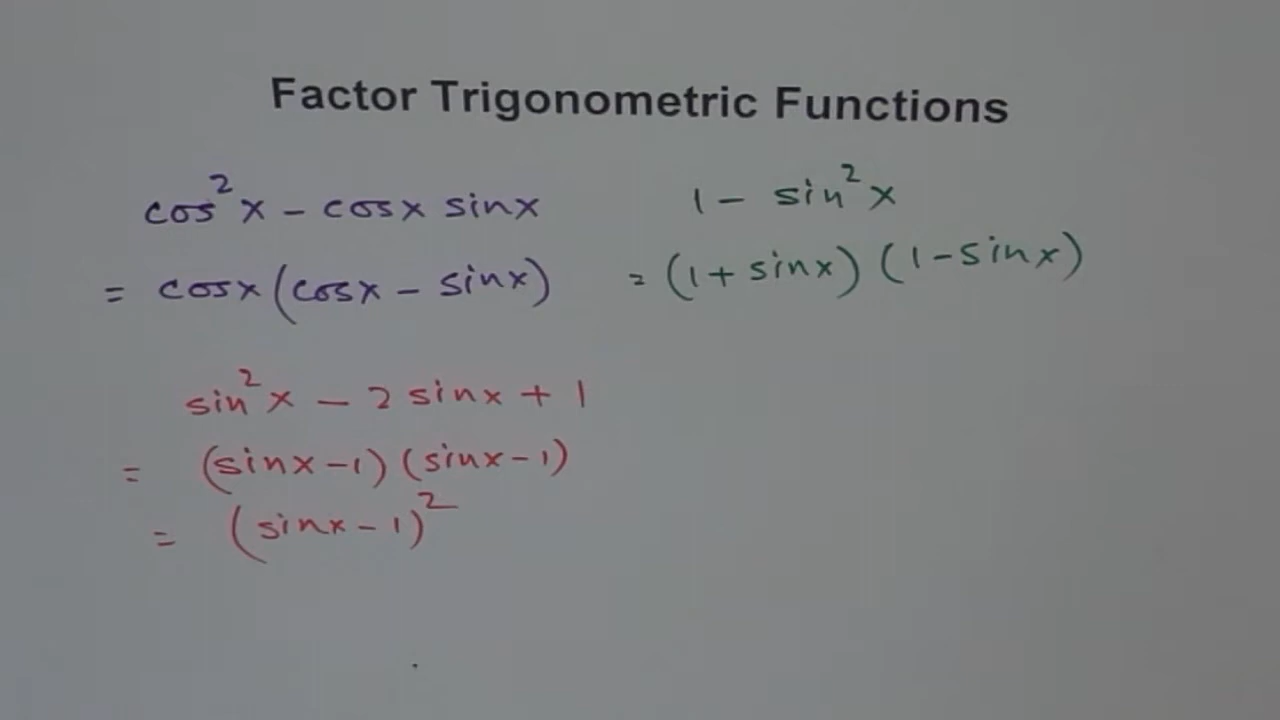 Factor Trigonometric Functions
cos²x - cosx sinx
= cosx(cosx - sinx)
1 - sin²x
= (1 + sinx) (1 - sinx)
sin²x - 2 sinx + 1
= (sinx - 1) (sinx - 1)
= (sinx - 1)²